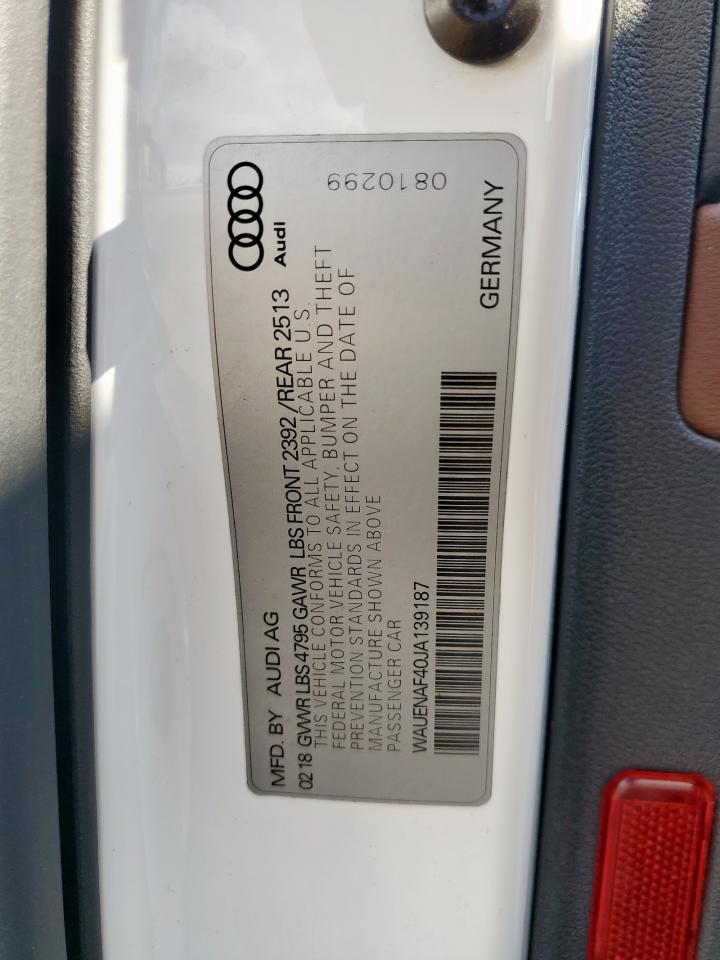 MFD. BY AUDI AG
Audi
02 18 GVWR LBS 4795 GAWR LBS FRONT 2392 /REAR 2513
THIS VEHICLE CONFORMS TO ALL APPLICABLE U.S.
FEDERAL MOTOR VEHICLE SAFETY, BUMPER AND THEFT
PREVENTION STANDARDS IN EFFECT ON THE DATE OF
MANUFACTURE SHOWN ABOVE
PASSENGER CAR
0810299
WAUENAF40JA139187
GERMANY